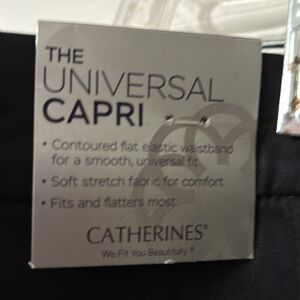 THE
UNIVERSAL
CAPRI
• Contoured flat elastic waistband
for a smooth, universal fit
• Soft stretch fabric for comfort
• Fits and flatters most
CATHERINES®
We Fit You Beautifully®